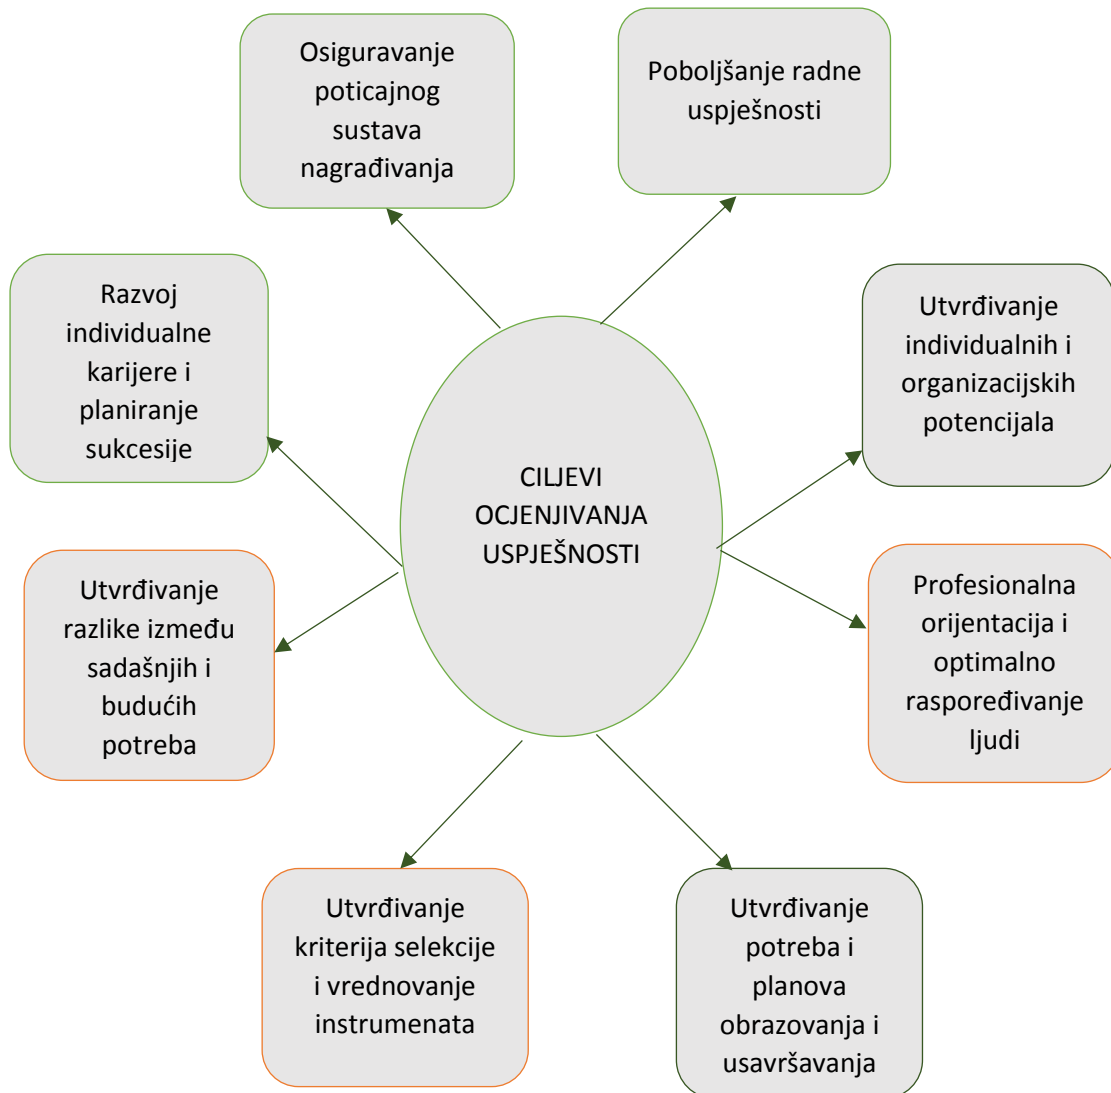 Osiguravanje
poticajnog
sustava
nagrađivanja
Poboljšanje radne
uspješnosti
Razvoj
individualne
karijere i
planiranje
sukcesije
Utvrđivanje
individualnih i
organizacijskih
potencijala
CILJEVI
OCJENJIVANJA
USPJEŠNOSTI
Utvrđivanje
razlike između
sadašnjih i
budućih
potreba
Profesionalna
orijentacija i
optimalno
raspoređivanje
ljudi
Utvrđivanje
kriterija selekcije
i vrednovanje
instrumenata
Utvrđivanje
potreba i
planova
obrazovanja i
usavršavanja